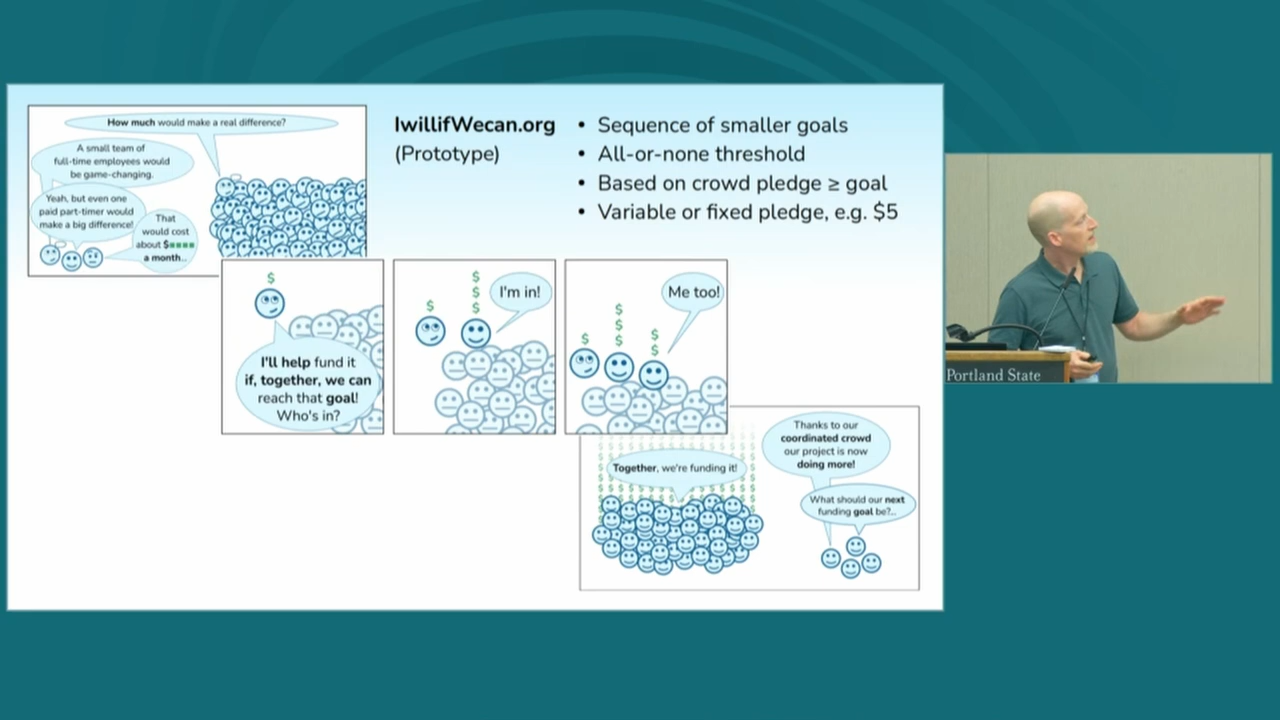 How much would make a real difference?
A small team of
full-time employees would
be game-changing.
Yeah, but even one
paid part-timer would
make a big difference!
That
would cost
about $▪▪▪▪
a month..
IwillifWecan.org
(Prototype)
• Sequence of smaller goals
• All-or-none threshold
• Based on crowd pledge ≥ goal
• Variable or fixed pledge, e.g. $5
$
I'll help fund it
if, together, we can
reach that goal!
Who's in?
$
$
$
$
I'm in!
$
$
$
$
$
$
Me too!
Together, we're funding it!
Thanks to our
coordinated crowd
our project is now
doing more!
What should our next
funding goal be?..
Portland State